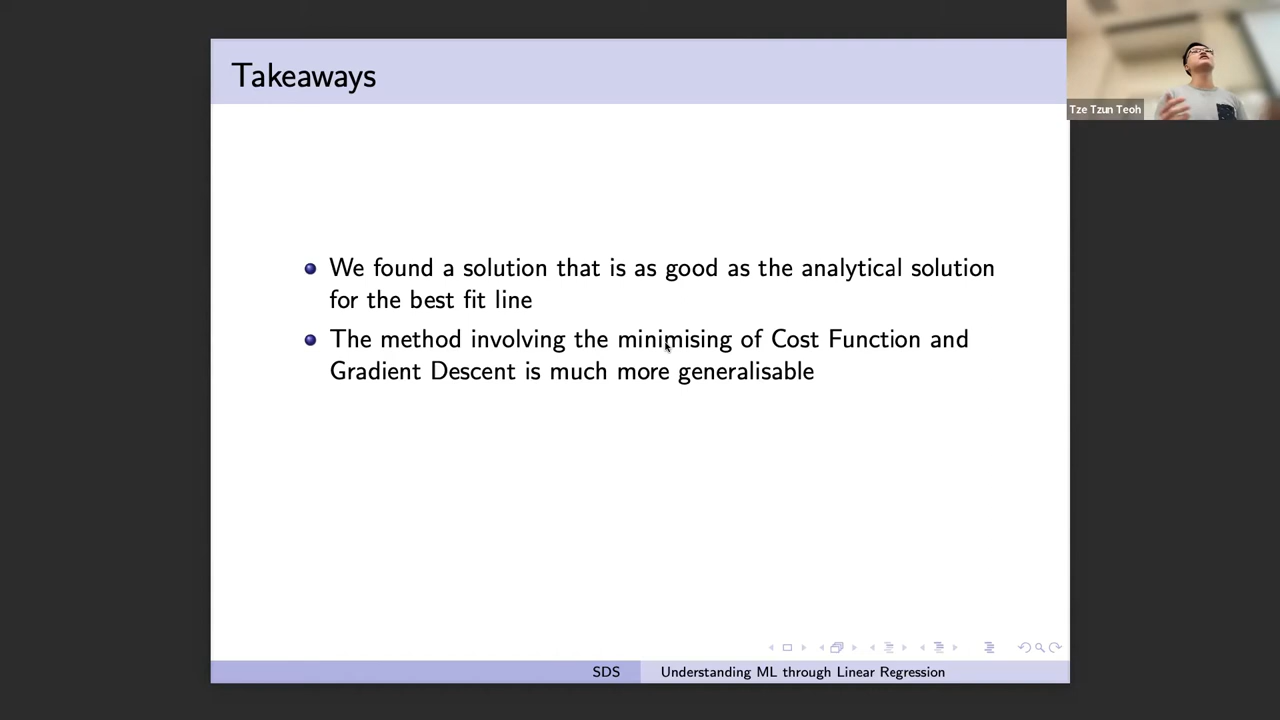 Takeaways
Tze Tzun Teoh
We found a solution that is as good as the analytical solution
for the best fit line
The method involving the minimising of Cost Function and
Gradient Descent is much more generalisable
SDS
Understanding ML through Linear Regression